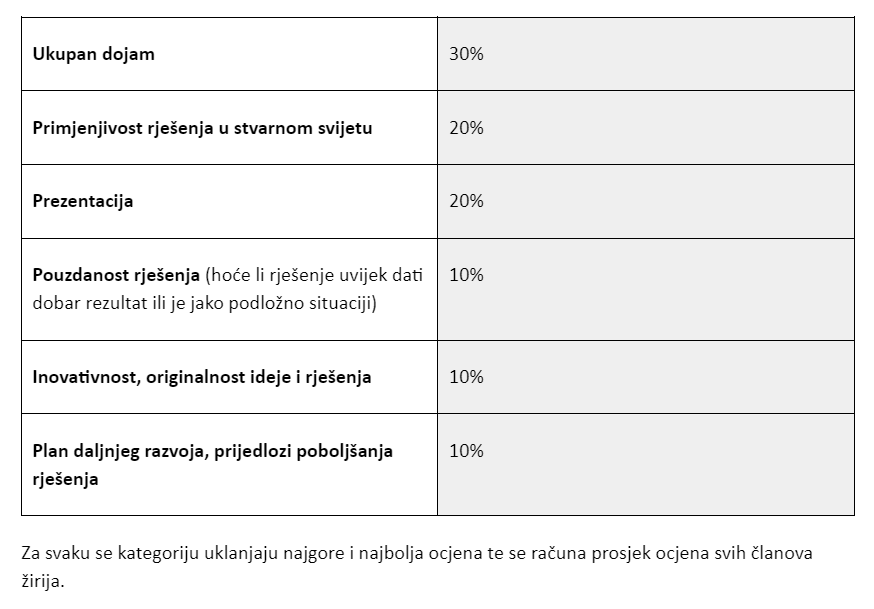 Ukupan dojam
30%
Primjenjivost rješenja u stvarnom svijetu
20%
Prezentacija
20%
Pouzdanost rješenja (hoće li rješenje uvijek dati
dobar rezultat ili je jako podložno situaciji)
10%
Inovativnost, originalnost ideje i rješenja
10%
Plan daljnjeg razvoja, prijedlozi poboljšanja
rješenja
10%
Za svaku se kategoriju uklanjaju najgore i najbolja ocjena te se računa prosjek ocjena svih članova
žirija.